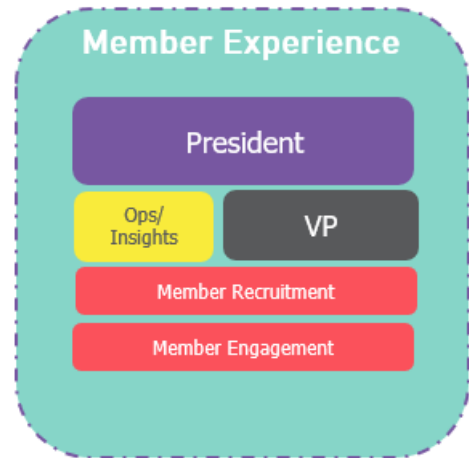 Member Experience
President
Ops/
Insights
VP
Member Recruitment
Member Engagement